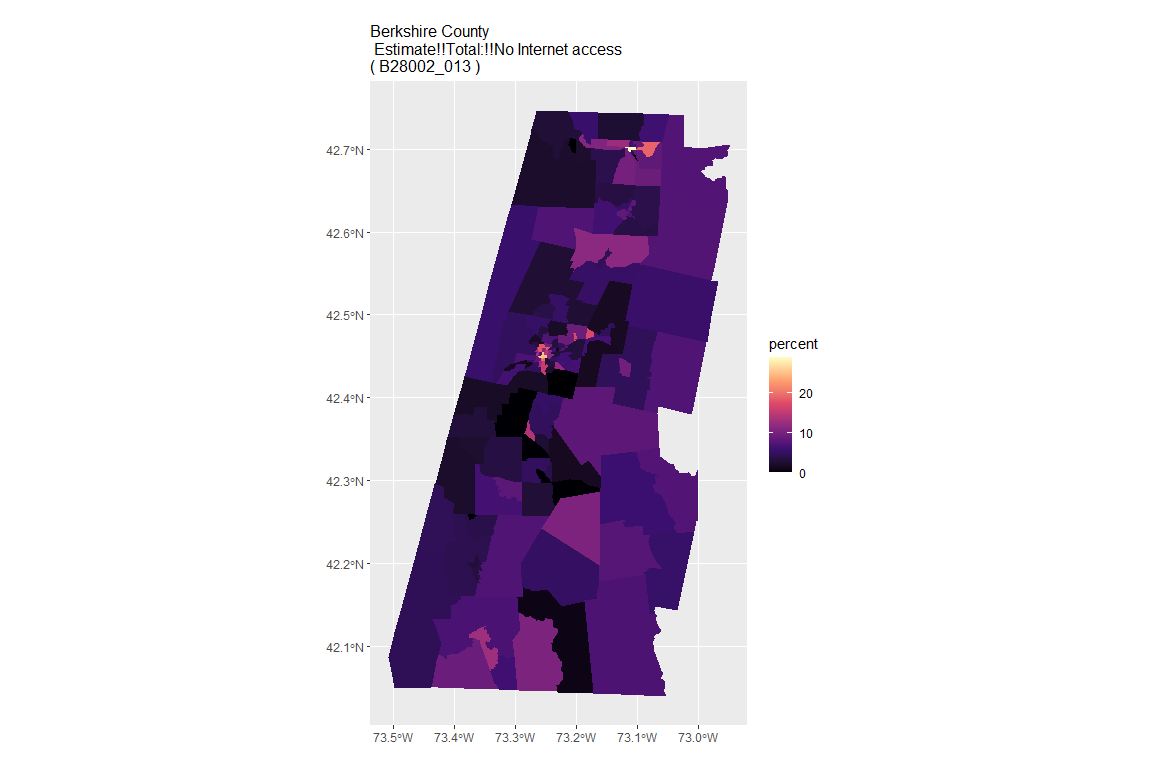 Berkshire County
Estimate!!Total:!!No Internet access
( B28002_013 )
42.7°N
42.6°N
42.5°N
42.4°N
42.3°N
42.2°N
42.1°N
73.5°W 73.4°W 73.3°W 73.2°W 73.1°W 73.0°W
percent
20
10
0